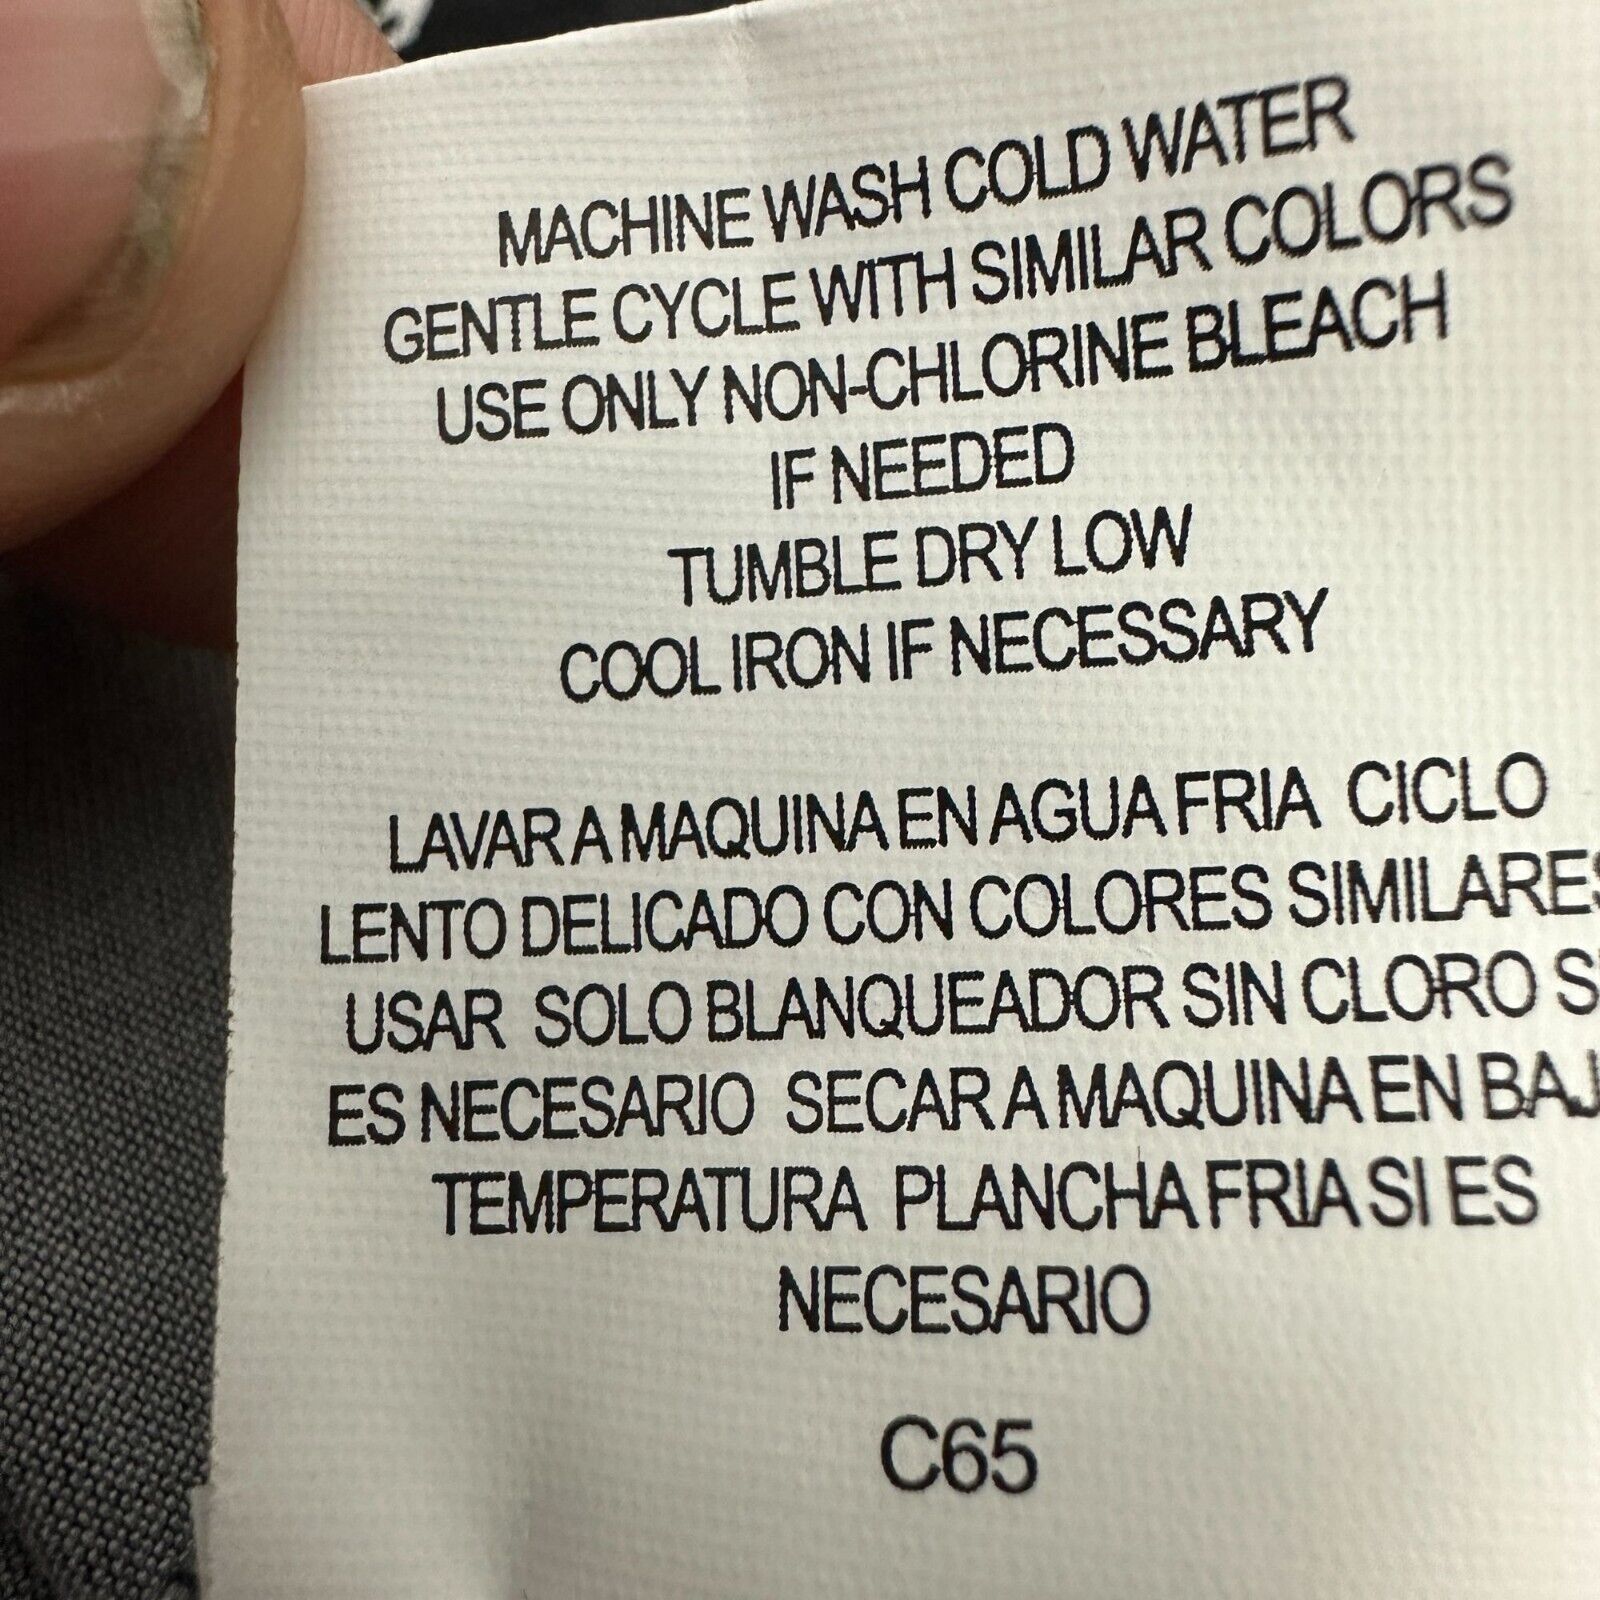 MACHINE WASH COLD WATER
GENTLE CYCLE WITH SIMILAR COLORS
USE ONLY NON-CHLORINE BLEACH
IF NEEDED
TUMBLE DRY LOW
COOL IRON IF NECESSARY
LAVAR A MAQUINA EN AGUA FRIA CICLO
LENTO DELICADO CON COLORES SIMILARES
USAR SOLO BLANQUEADOR SIN CLORO
ES NECESARIO SECAR A MAQUINA EN
TEMPERATURA PLANCHA FRIA SI ES
NECESARIO
C65